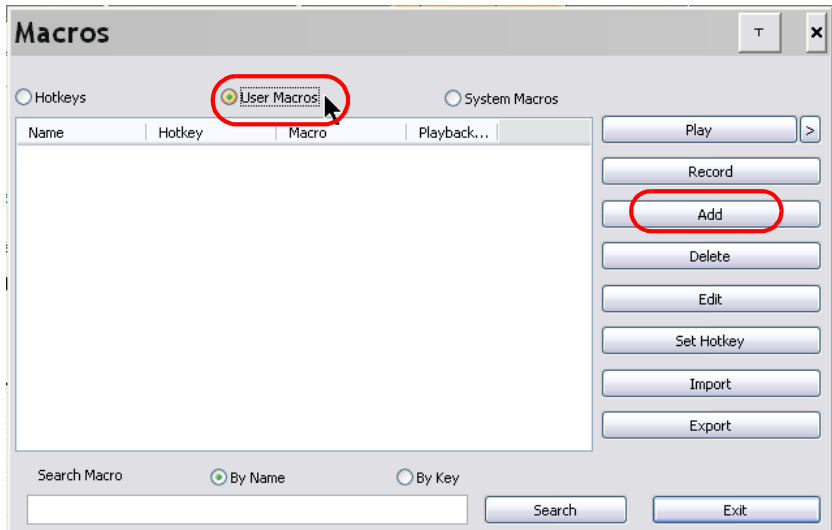 Macros
T
×
Hotkeys
User Macros
System Macros
Name Hotkey Macro Playback...
Play >
Record
Add
Delete
Edit
Set Hotkey
Import
Export
Search Macro
By Name
By Key
Search
Exit